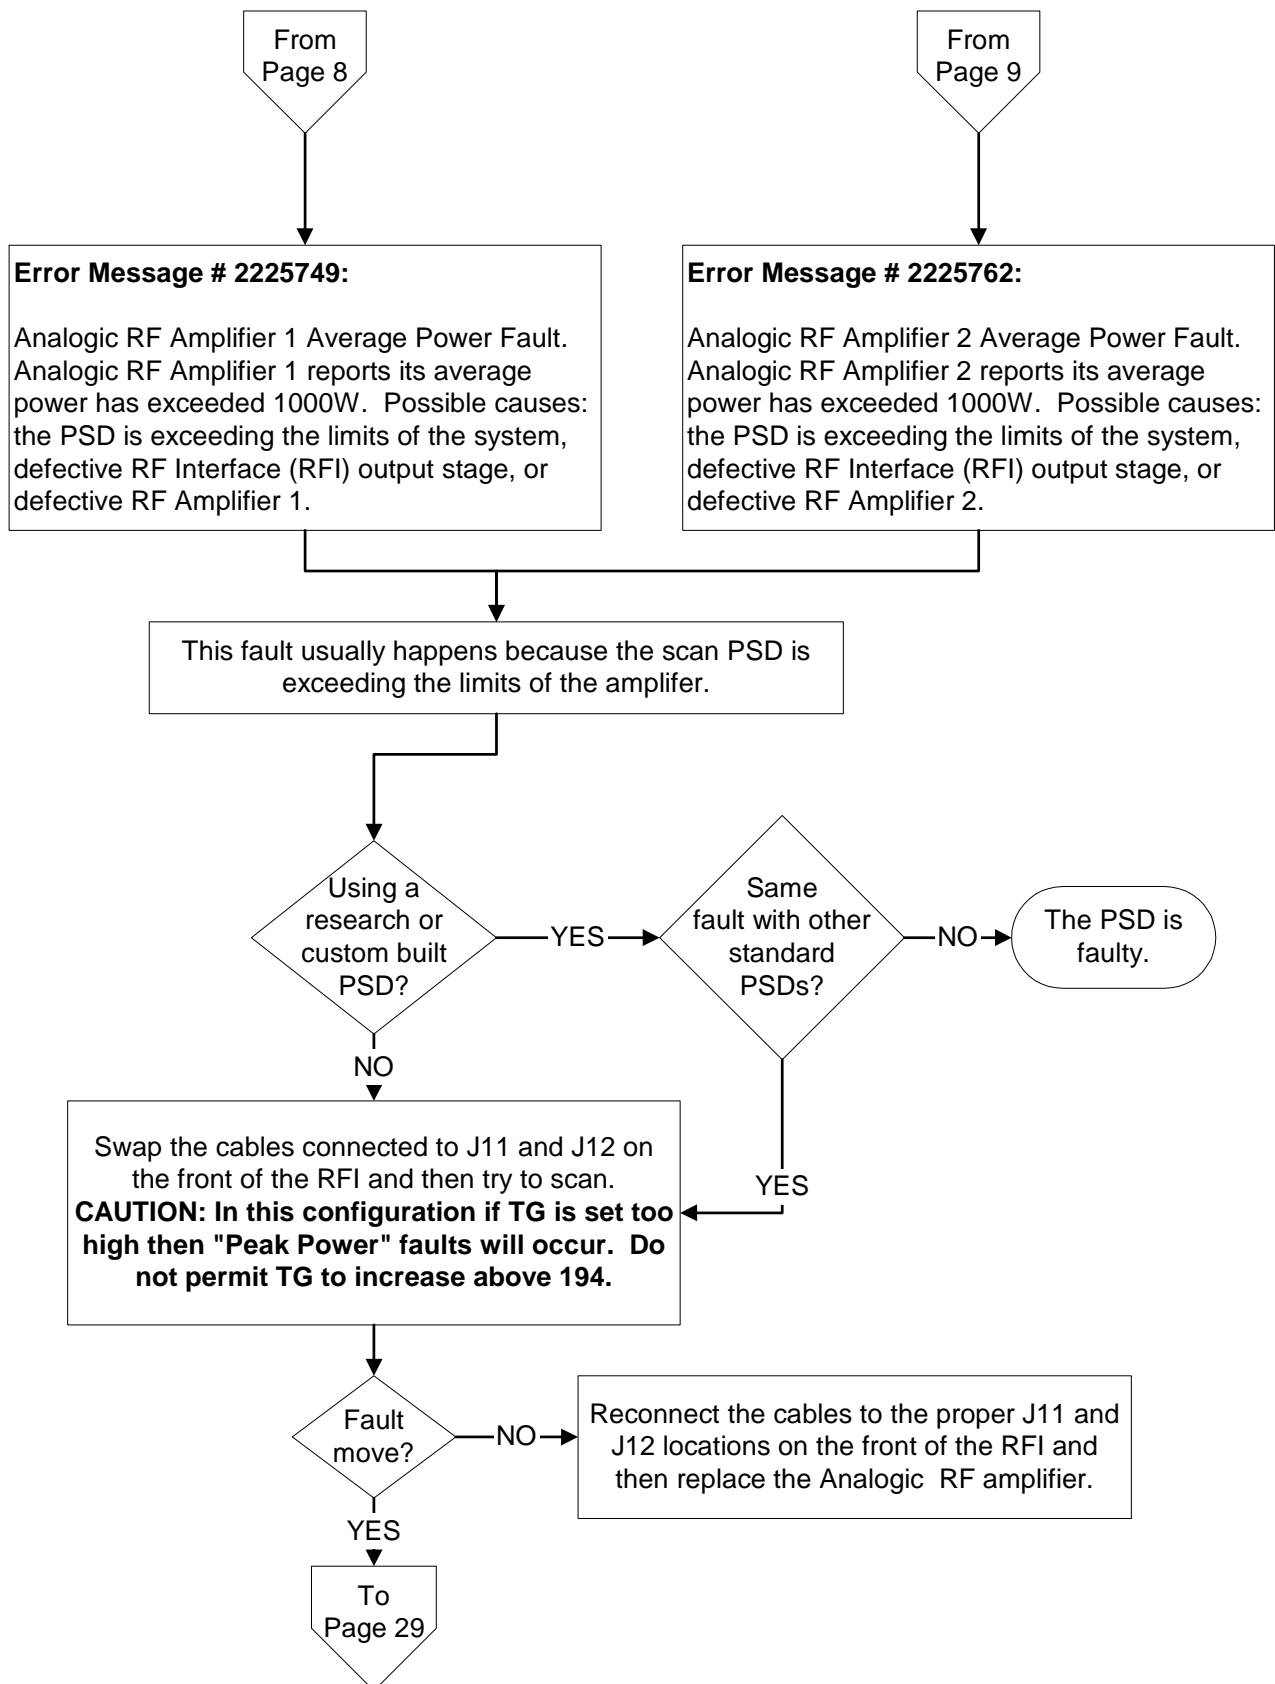 From
Page 8
From
Page 9
Error Message # 2225749:
Analogic RF Amplifier 1 Average Power Fault.
Analogic RF Amplifier 1 reports its average
power has exceeded 1000W.  Possible causes:
the PSD is exceeding the limits of the system,
defective RF Interface (RFI) output stage, or
defective RF Amplifier 1.
Error Message # 2225762:
Analogic RF Amplifier 2 Average Power Fault.
Analogic RF Amplifier 2 reports its average
power has exceeded 1000W.  Possible causes:
the PSD is exceeding the limits of the system,
defective RF Interface (RFI) output stage, or
defective RF Amplifier 2.
This fault usually happens because the scan PSD is
exceeding the limits of the amplifer.
Using a
research or
custom built
PSD?
YES
Same
fault with other
standard
PSDs?
NO
The PSD is
faulty.
NO
YES
Swap the cables connected to J11 and J12 on
the front of the RFI and then try to scan.
CAUTION: In this configuration if TG is set too
high then "Peak Power" faults will occur.  Do
not permit TG to increase above 194.
Fault
move?
NO
Reconnect the cables to the proper J11 and
J12 locations on the front of the RFI and
then replace the Analogic  RF amplifier.
YES
To
Page 29